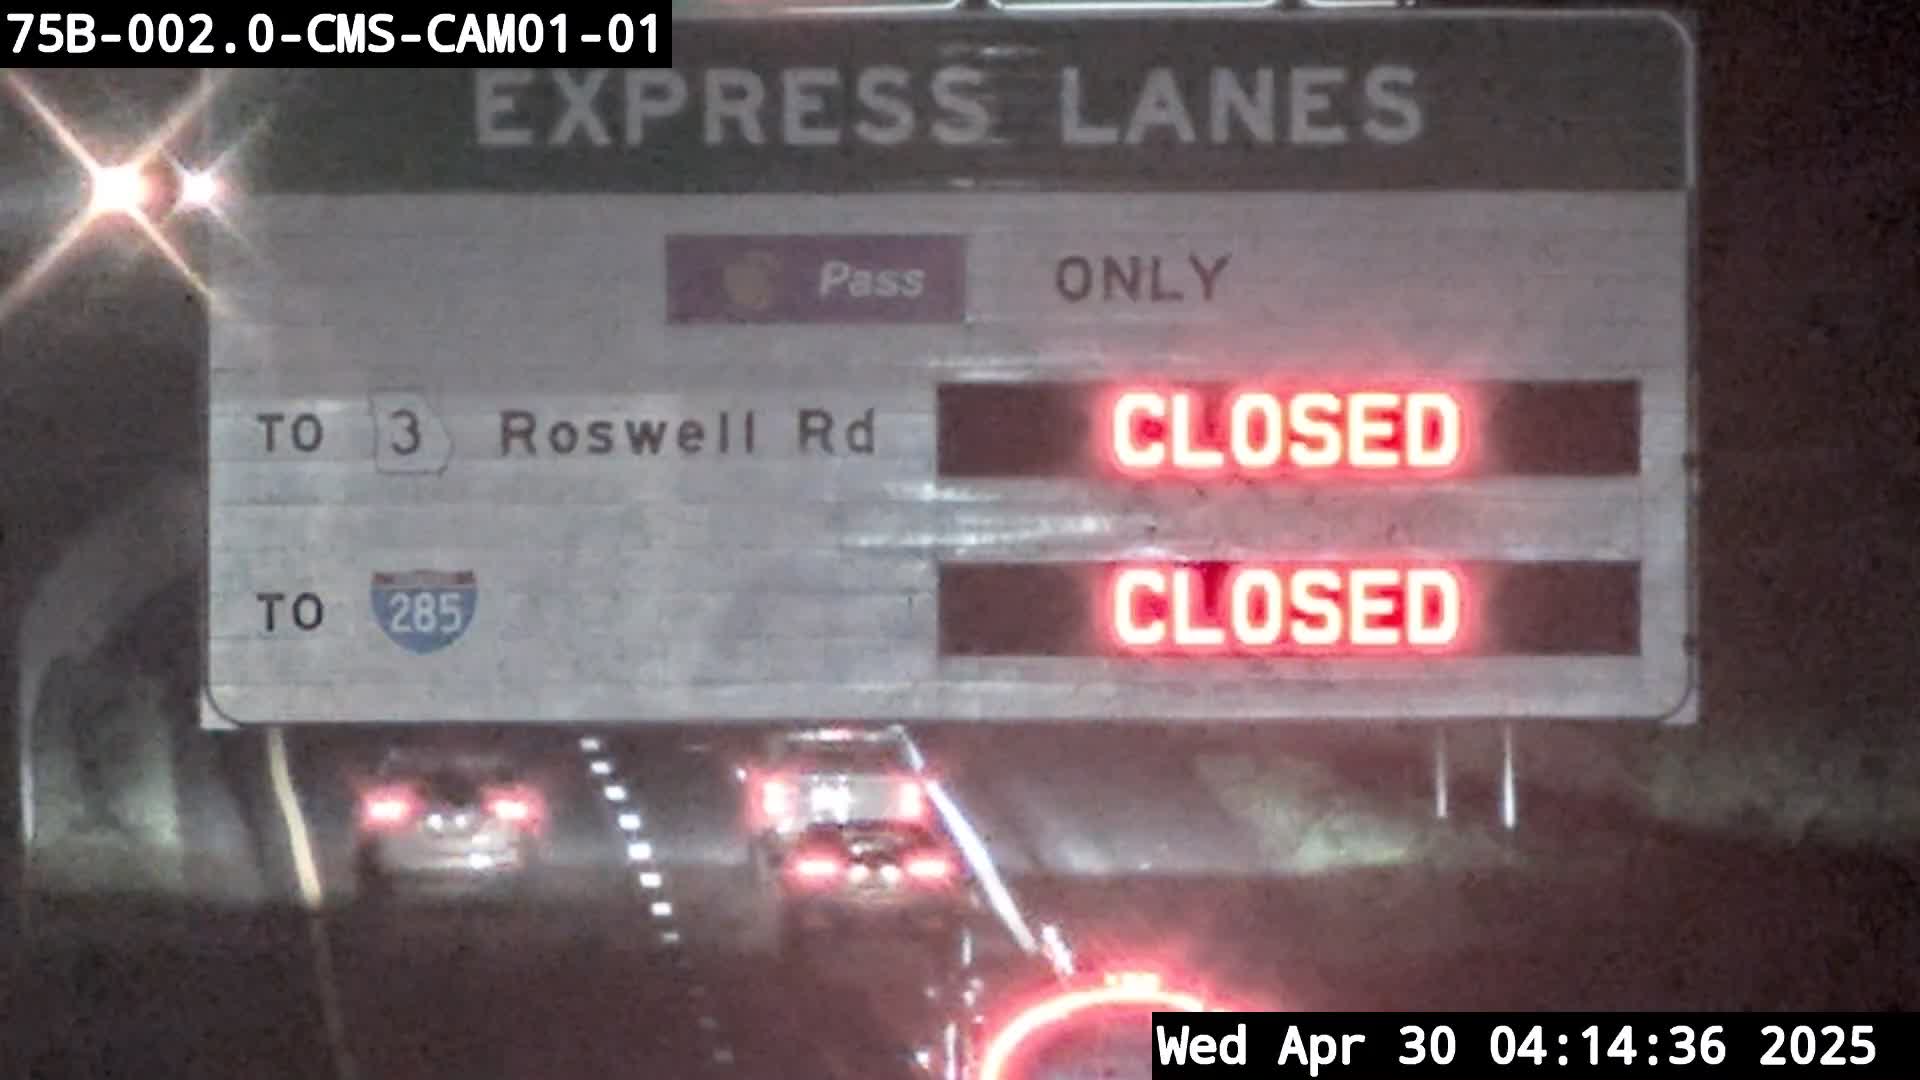 75B-002.0-CMS-CAM01-01
EXPRESS LANES
Pass ONLY
TO 3 Roswell Rd CLOSED
TO 285 CLOSED
Wed Apr 30 04:14:36 2025